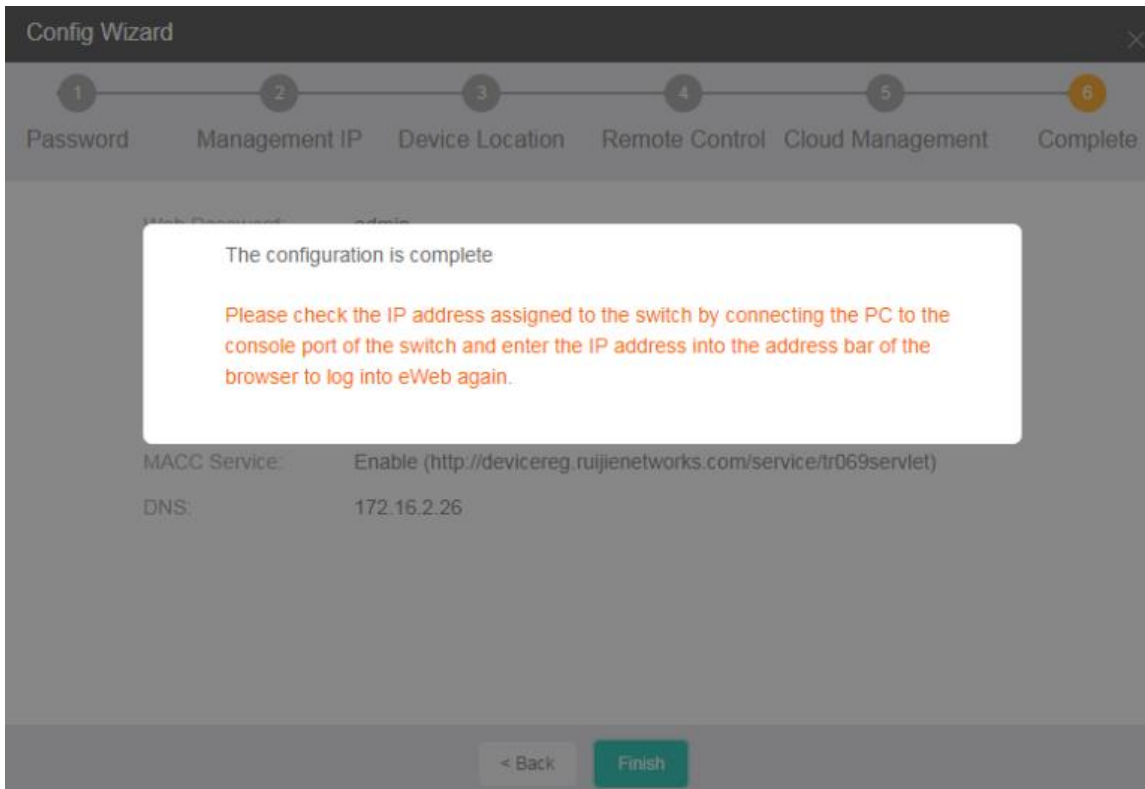 Config Wizard
1 2 3 4 5 6
Password Management IP Device Location Remote Control Cloud Management Complete
Web Password: admin
The configuration is complete
Please check the IP address assigned to the switch by connecting the PC to the
console port of the switch and enter the IP address into the address bar of the
browser to log into eWeb again.
MACC Service: Enable (http://devicereg.ruijienetworks.com/service/tr069servlet)
DNS: 172.16.2.26
< Back Finish